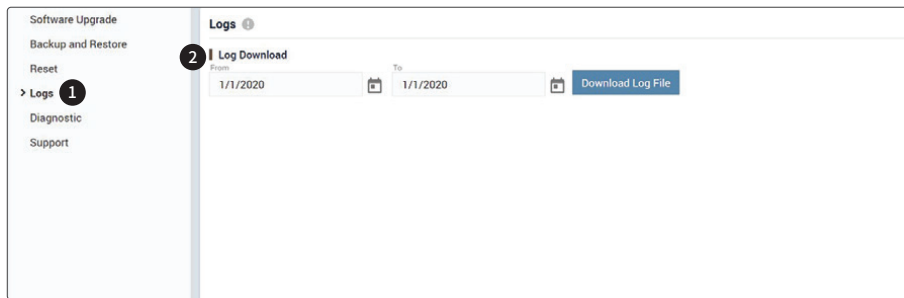 Software Upgrade
Backup and Restore
Reset
> Logs 1
Diagnostic
Support
Logs !
2 Log Download
From To
1/1/2020 1/1/2020 Download Log File